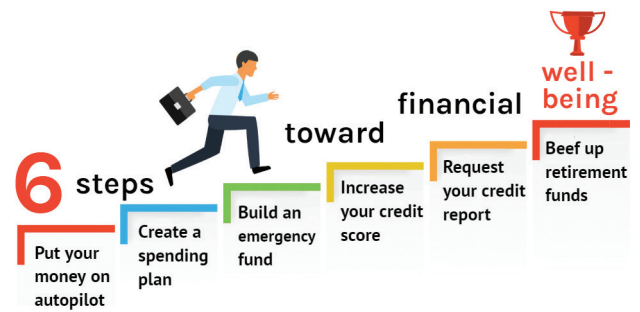 6 steps
toward
financial
well -
being
Put your
money on
autopilot
Create a
spending
plan
Build an
emergency
fund
Increase
your credit
score
Request
your credit
report
Beef up
retirement
funds